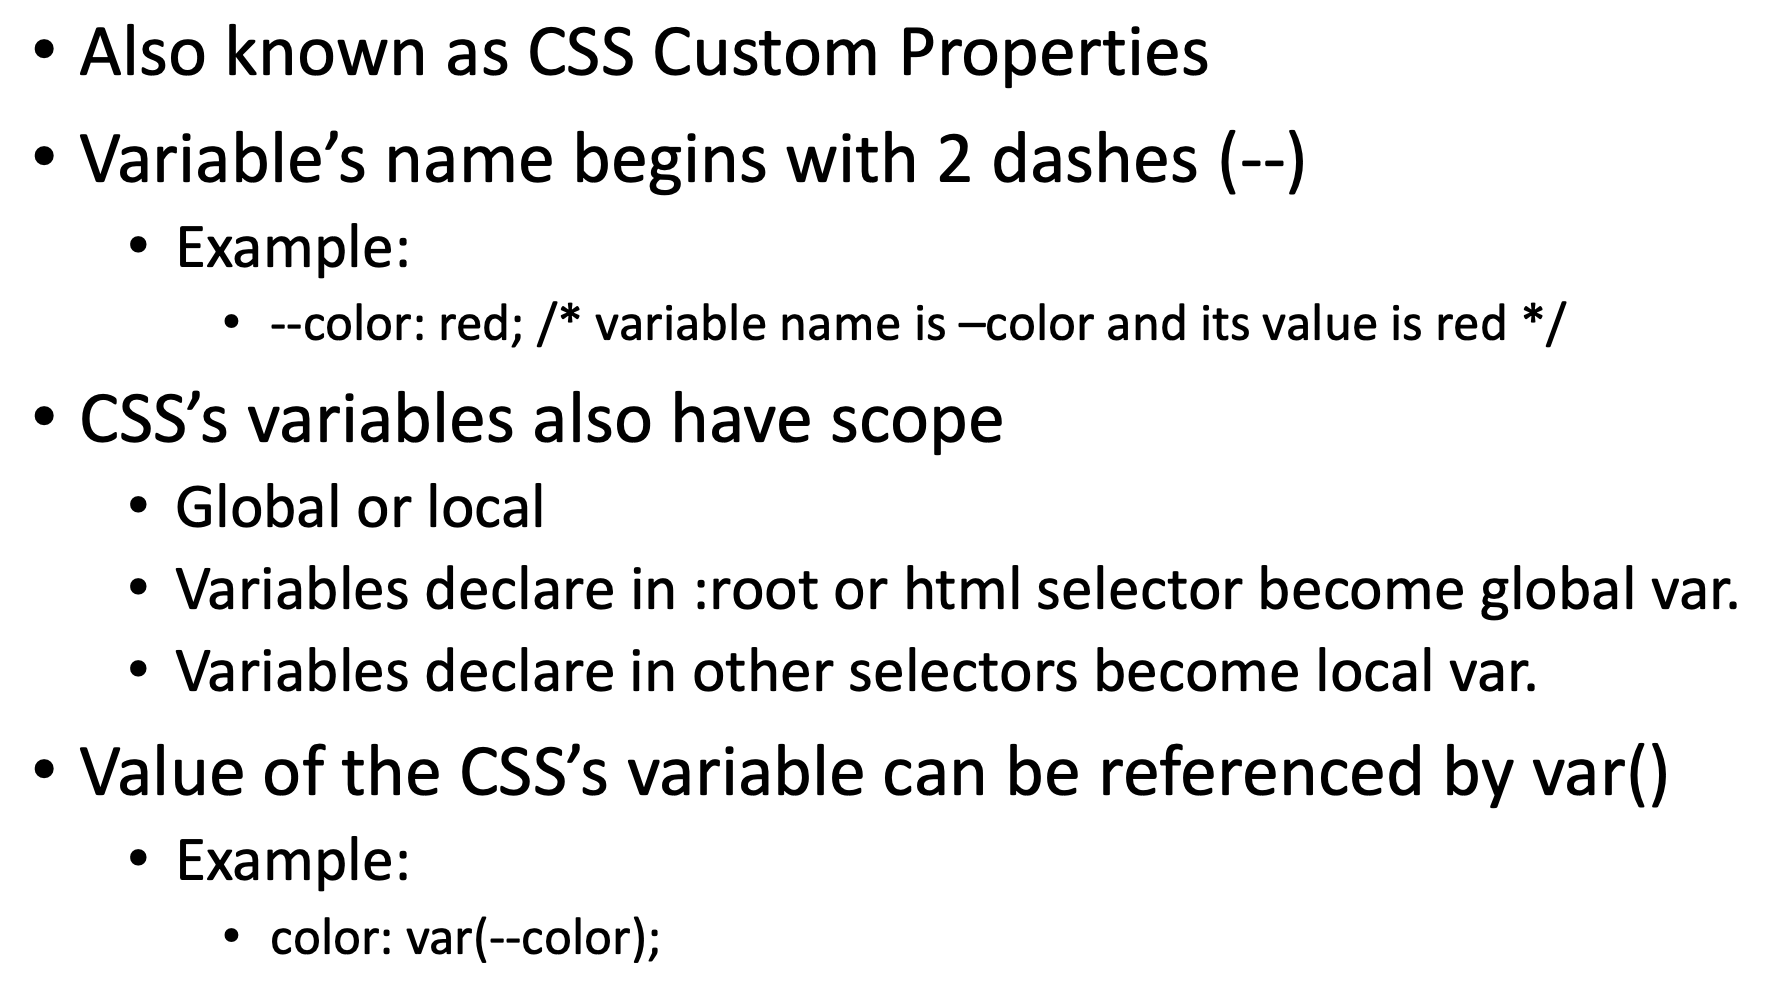 • Also known as CSS Custom Properties
• Variable’s name begins with 2 dashes (--)
• Example:
• --color: red; /* variable name is –color and its value is red */
• CSS’s variables also have scope
• Global or local
• Variables declare in :root or html selector become global var.
• Variables declare in other selectors become local var.
• Value of the CSS’s variable can be referenced by var()
• Example:
• color: var(--color);